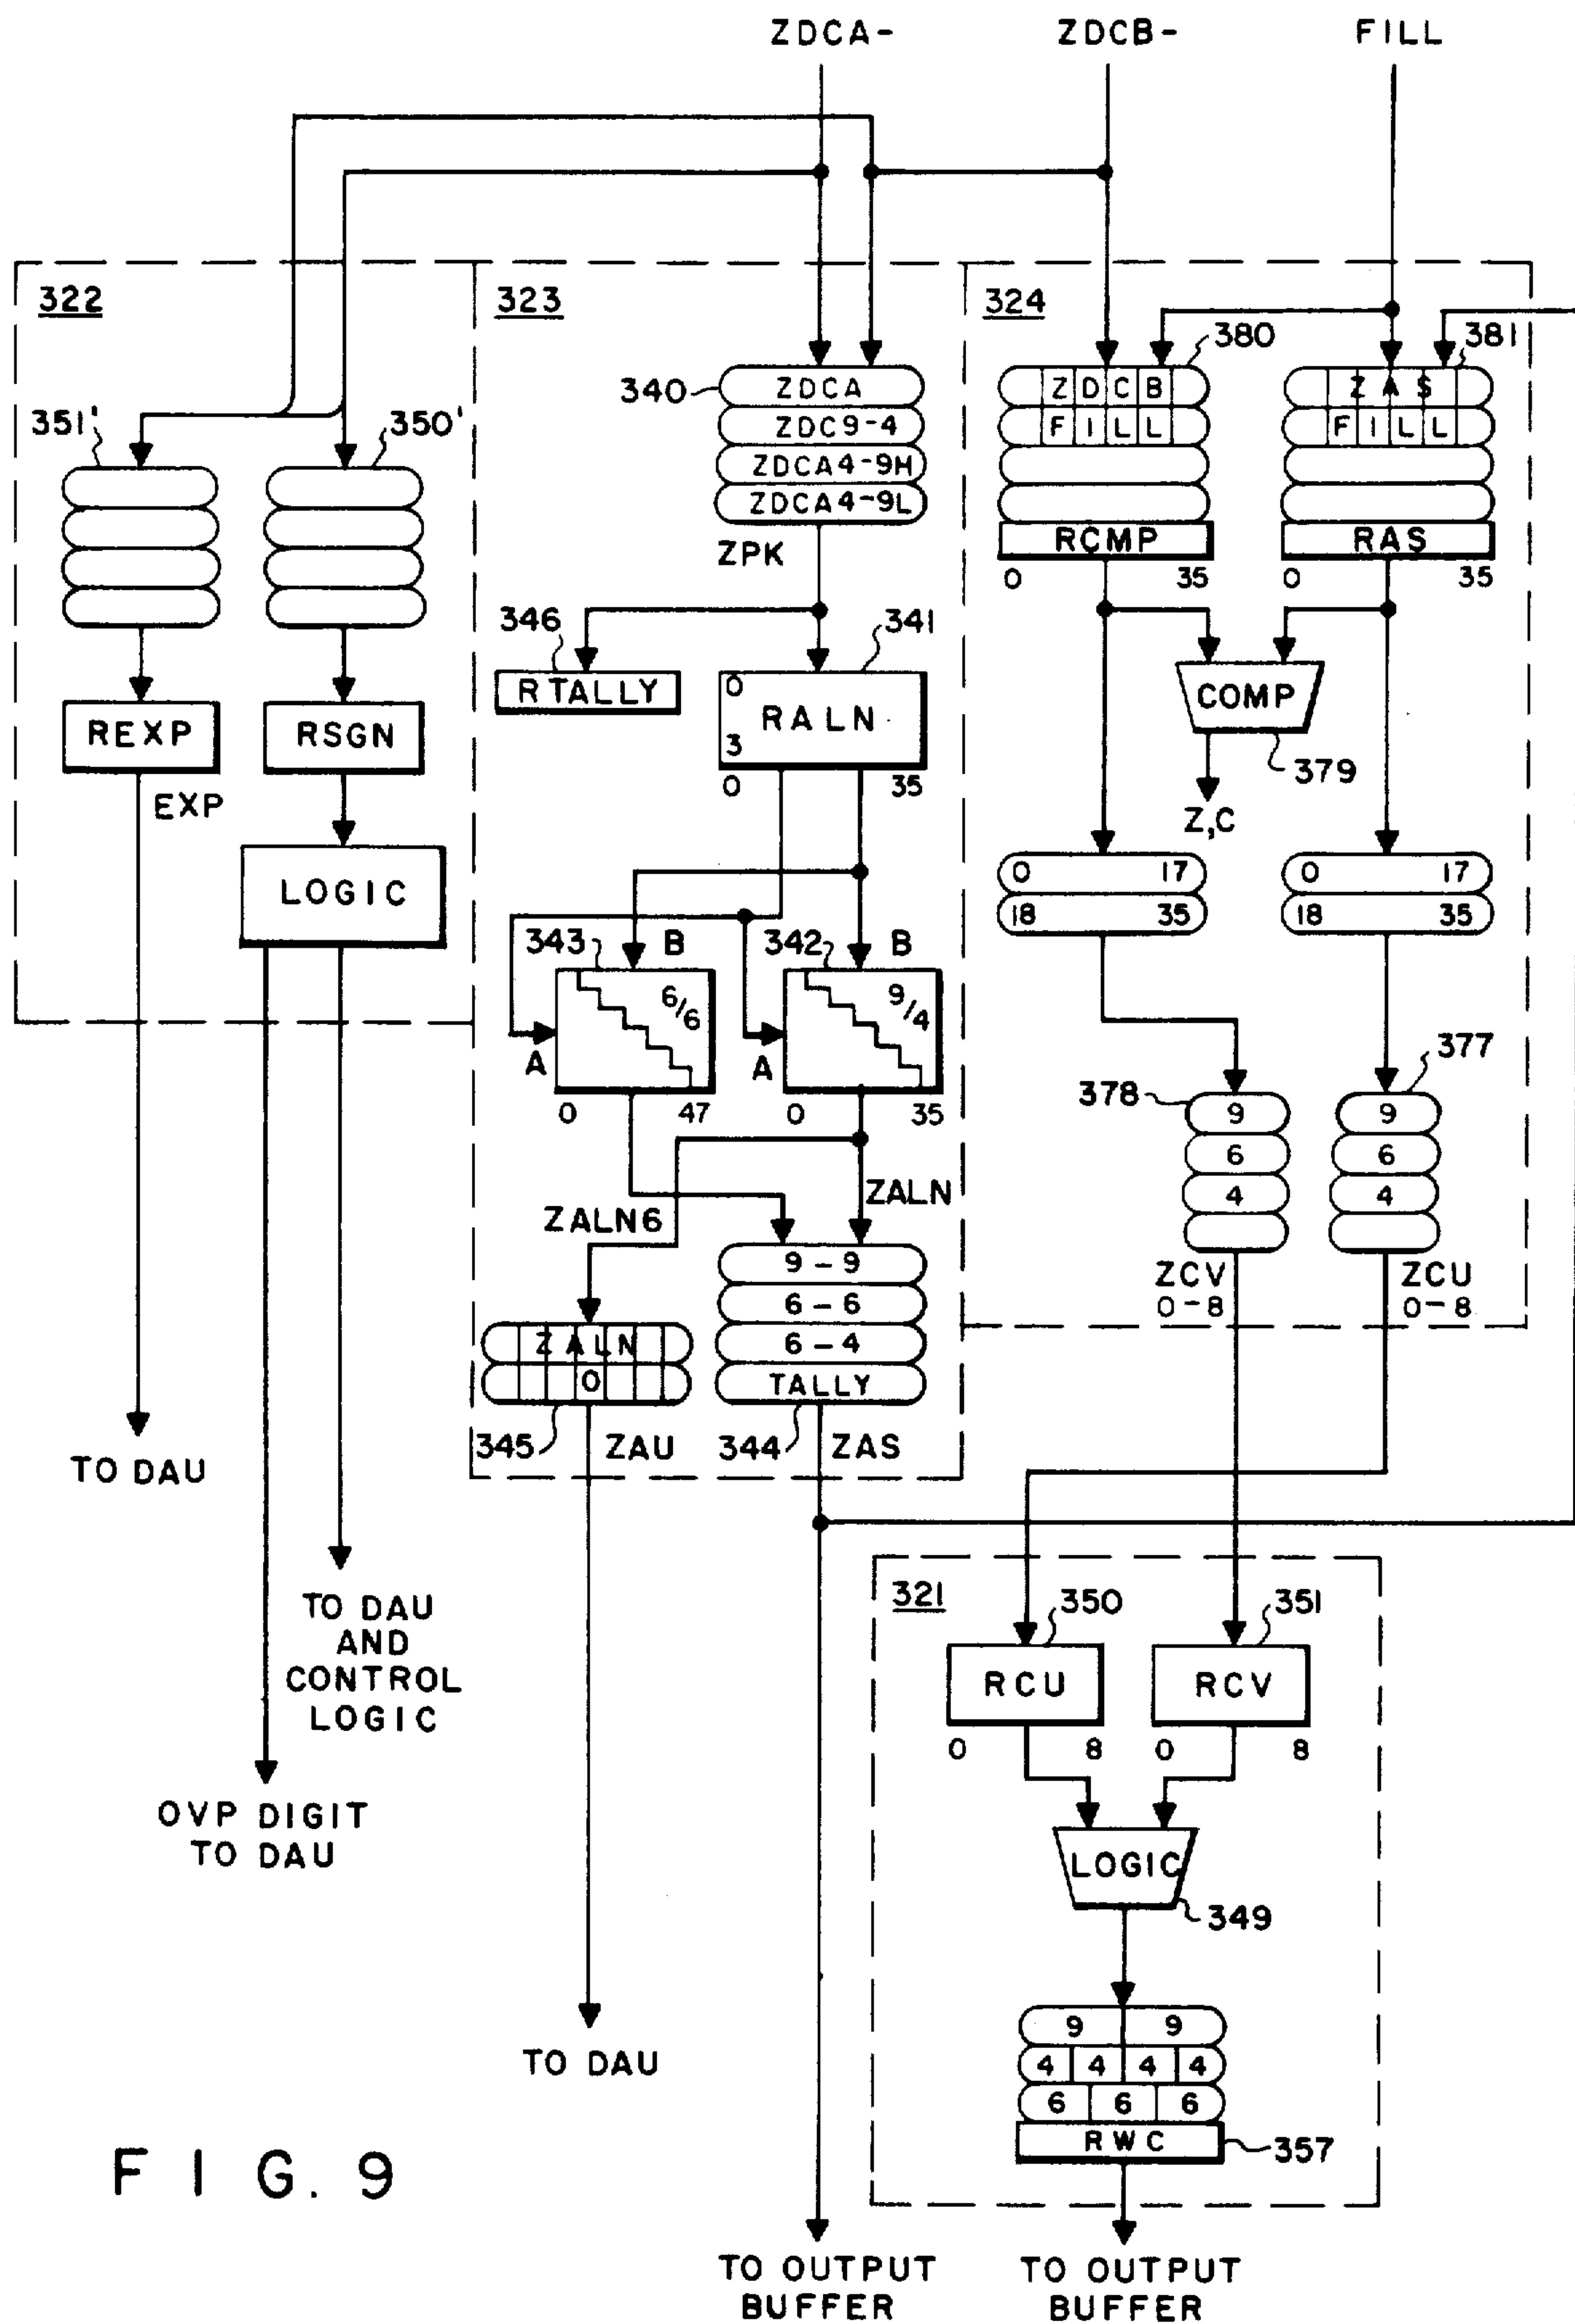 ZDCA- ZDCB- FILL
322 323 324
380 381
340 ZDCA ZDCB ZAS
351' 350' ZDC9-4 FILL FILL
ZDCA4-9H
ZDCA4-9L
ZPK RCMP RAS
0 35 0 35
346 341
RTALLY 0 RALN COMP
REXP RSGN 3
0 35 379
EXP Z,C
LOGIC 0 17 0 17
18 35 18 35
343 B 342 B
6/6 9/4
A A 377
0 47 0 35 378 9 9
6 6
ZALN 4 4
ZALN6
9-9 ZCV ZCU
6-6 0-8 0-8
ZALN 6-4
0 TALLY
345 ZAU 344 ZAS
TO DAU
321 350 351
TO DAU
AND
CONTROL
LOGIC
RCU RCV
0 8 0 8
OVP DIGIT
TO DAU
LOGIC
349
9 9
TO DAU 4 4 4 4
6 6 6
RWC 357
FIG. 9
TO OUTPUT
BUFFER
TO OUTPUT
BUFFER